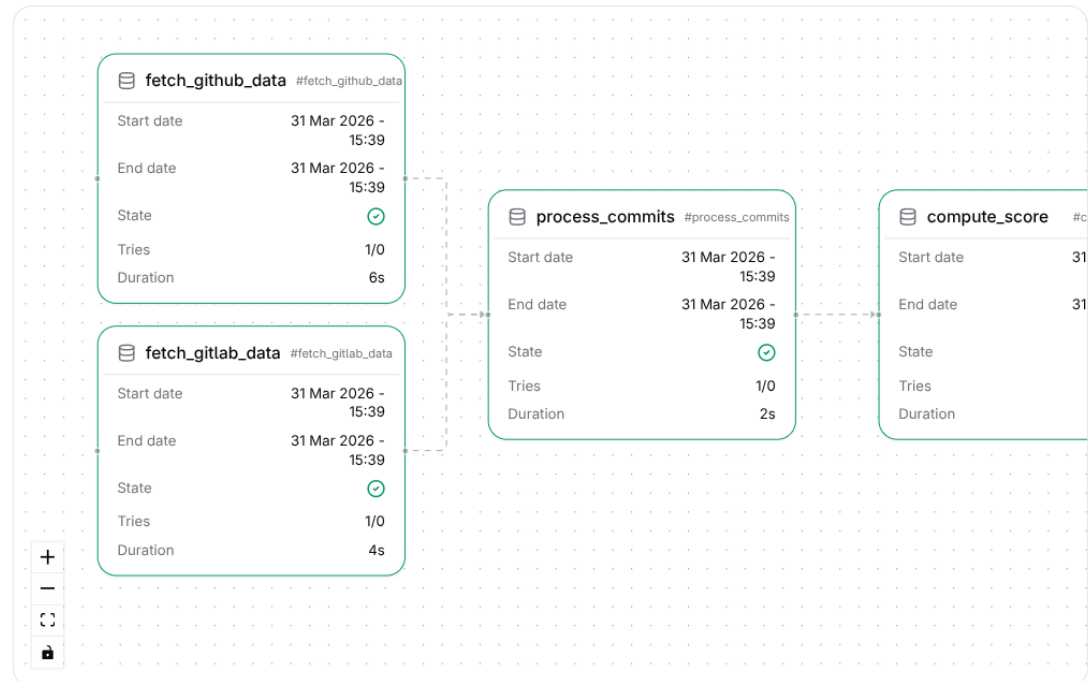 fetch_github_data #fetch_github_data
Start date 31 Mar 2026 -
15:39
End date 31 Mar 2026 -
15:39
State
Tries 1/0
Duration 6s
fetch_gitlab_data #fetch_gitlab_data
Start date 31 Mar 2026 -
15:39
End date 31 Mar 2026 -
15:39
State
Tries 1/0
Duration 4s
process_commits #process_commits
Start date 31 Mar 2026 -
15:39
End date 31 Mar 2026 -
15:39
State
Tries 1/0
Duration 2s
compute_score #c
Start date 31
End date 31
State
Tries
Duration